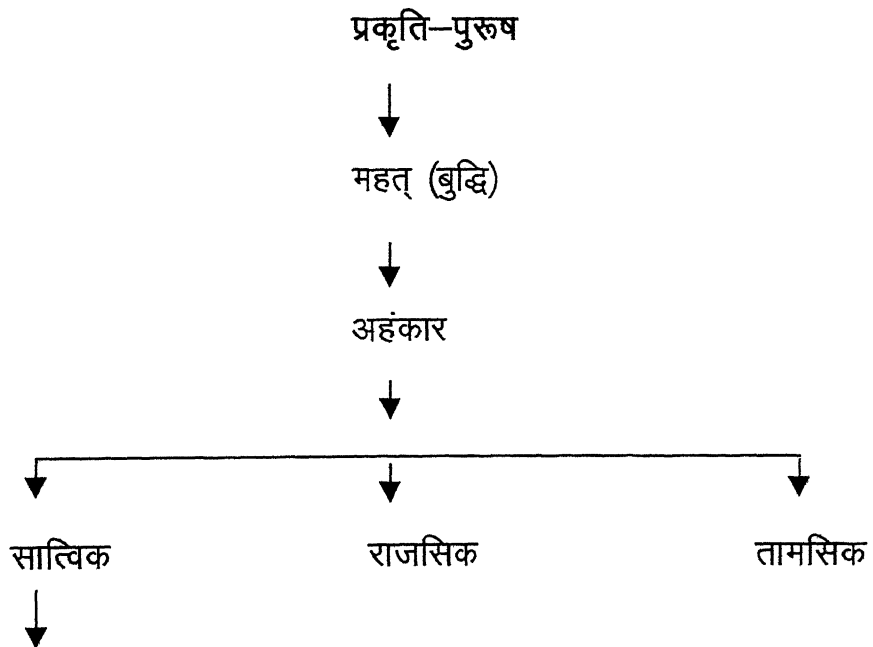 प्रकृति–पुरूष
महत् (बुद्धि)
अहंकार
सात्विक राजसिक तामसिक